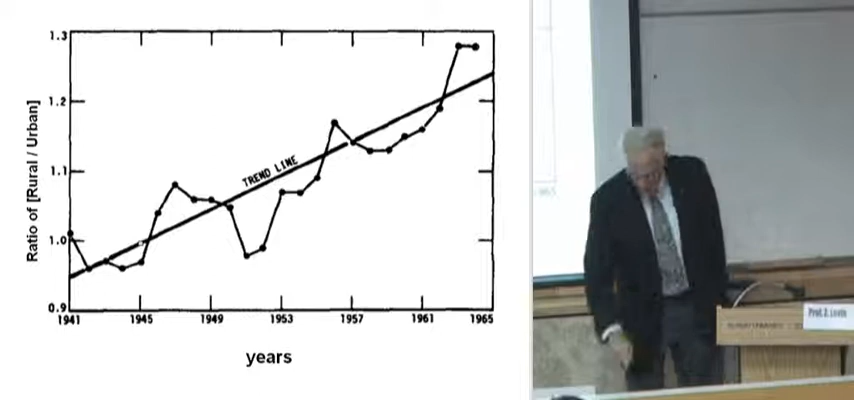 1.3
1.2
1.1
1.0
0.9
Ratio of [Rural / Urban]
TREND LINE
1941 1945 1949 1953 1957 1961 1965
years
Prof. Z. Levin